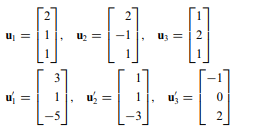 u₁ = [2 1 1], u₂ = [2 −1 1], u₃ = [1 2 1]
u′₁ = [3 1 −5], u′₂ = [1 1 −3], u′₃ = [−1 0 2]